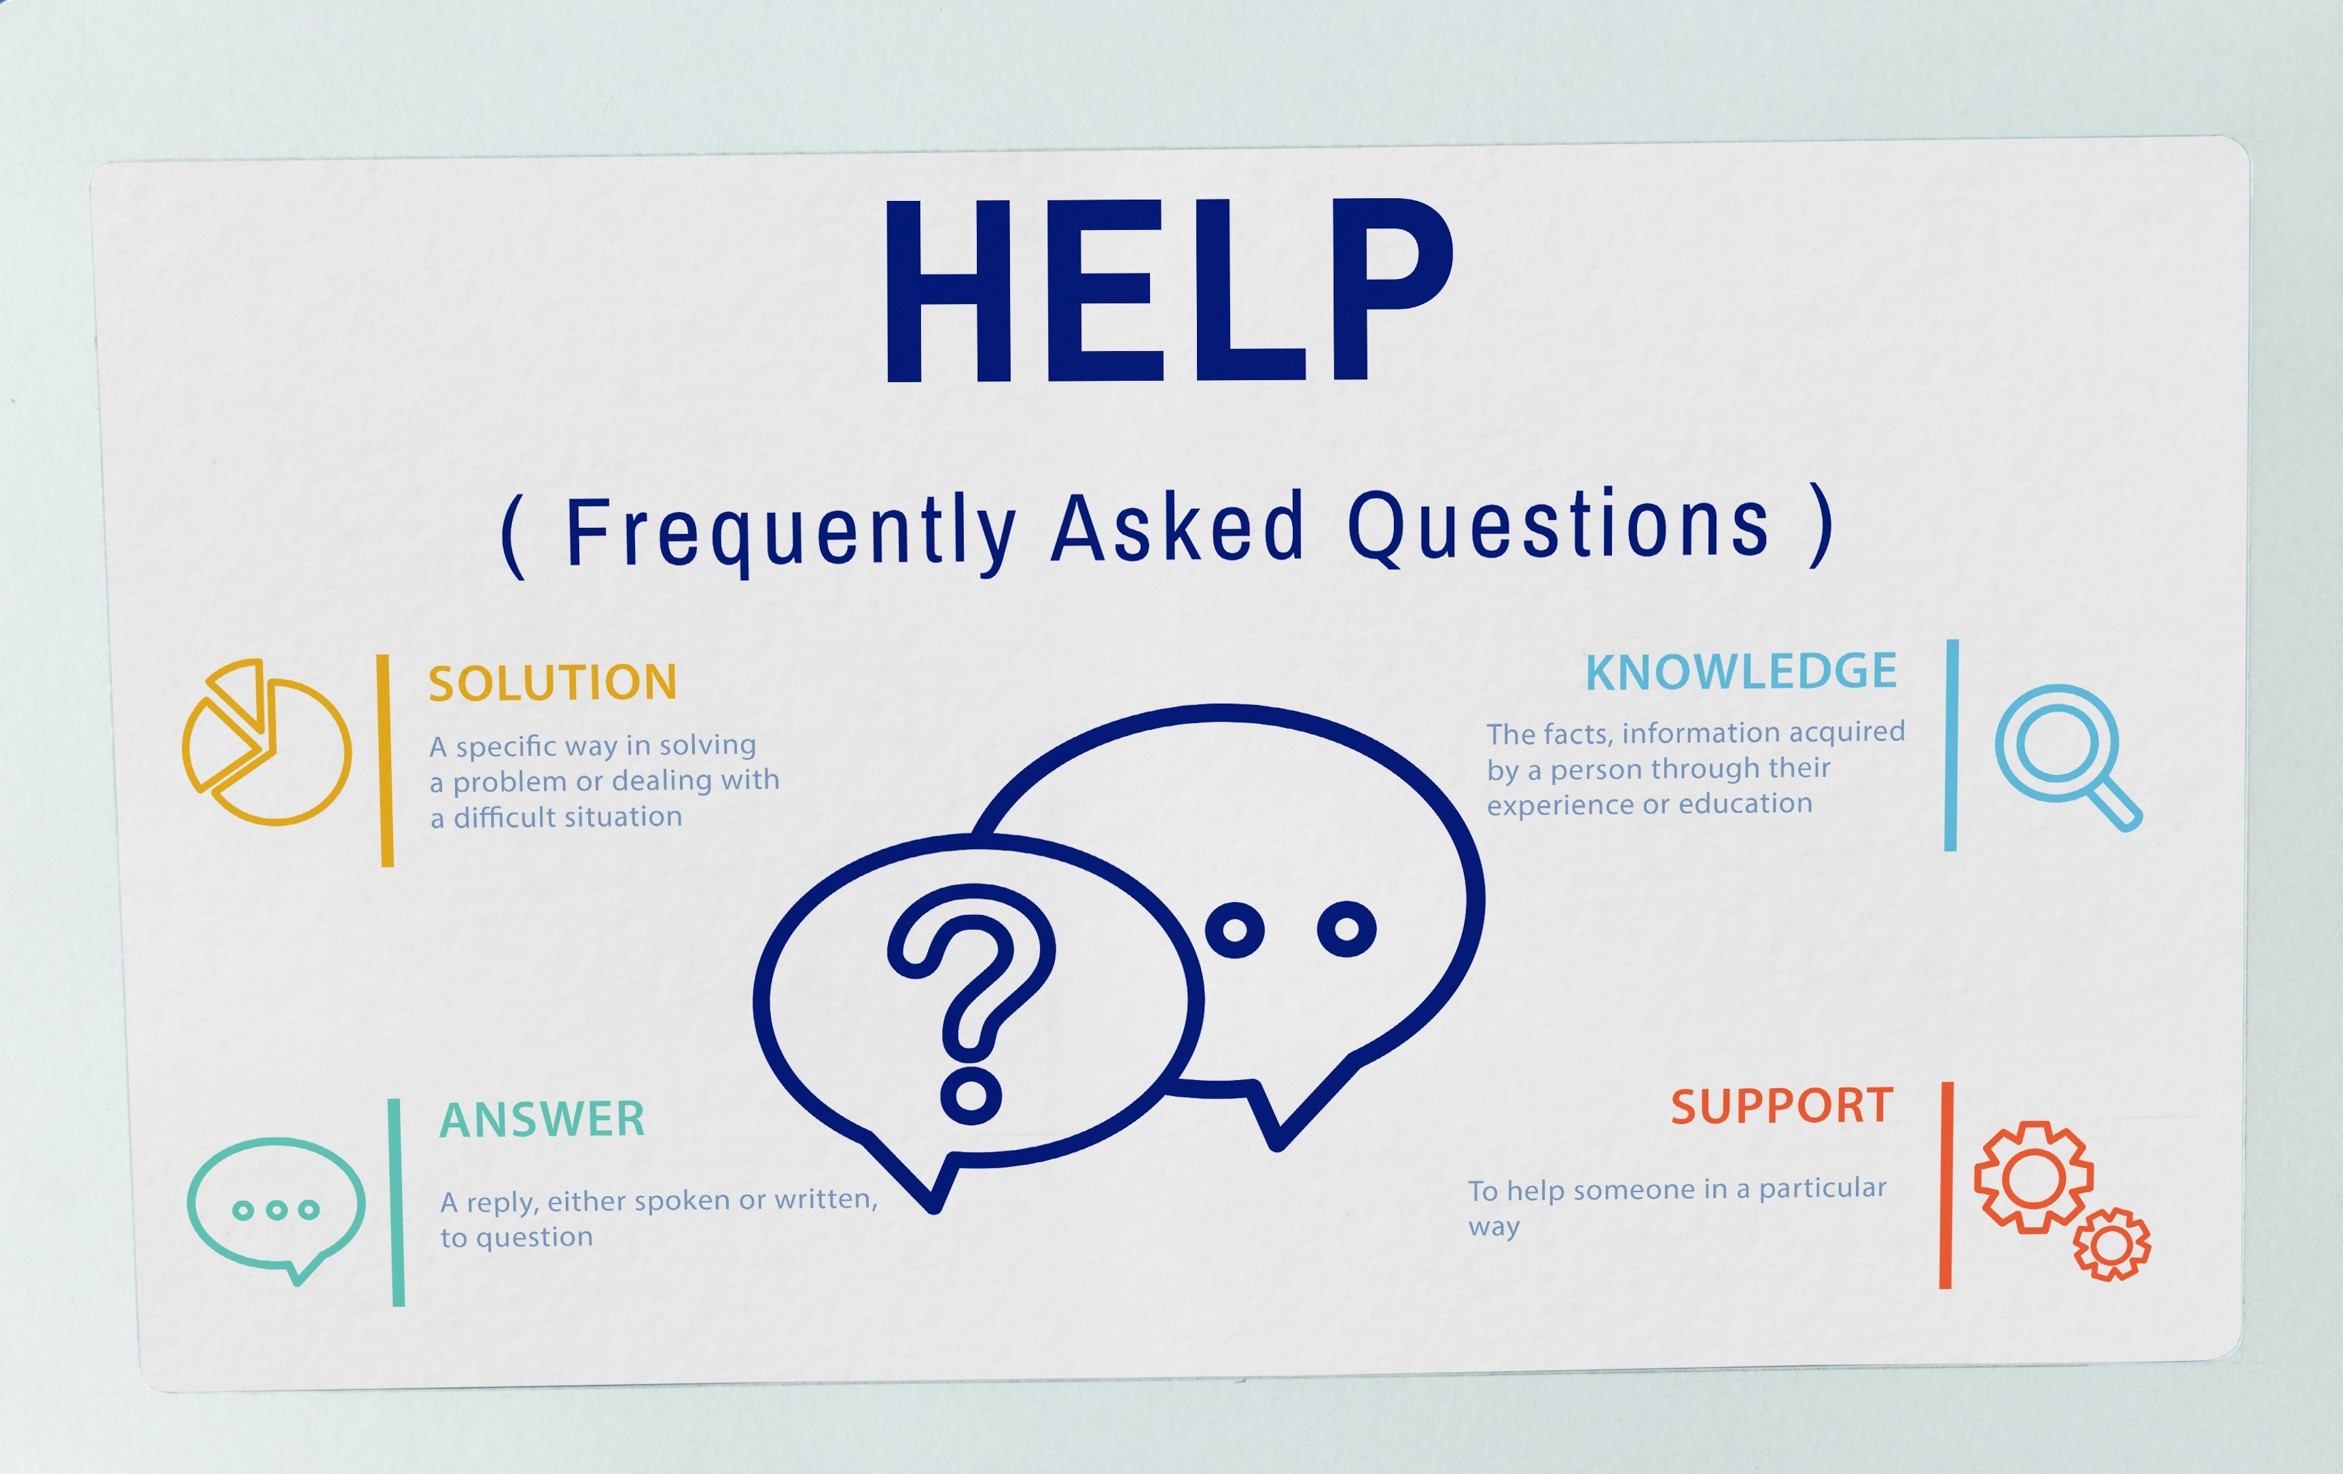 HELP
( Frequently Asked Questions )
SOLUTION
A specific way in solving
a problem or dealing with
a difficult situation
KNOWLEDGE
The facts, information acquired
by a person through their
experience or education
ANSWER
A reply, either spoken or written,
to question
SUPPORT
To help someone in a particular
way